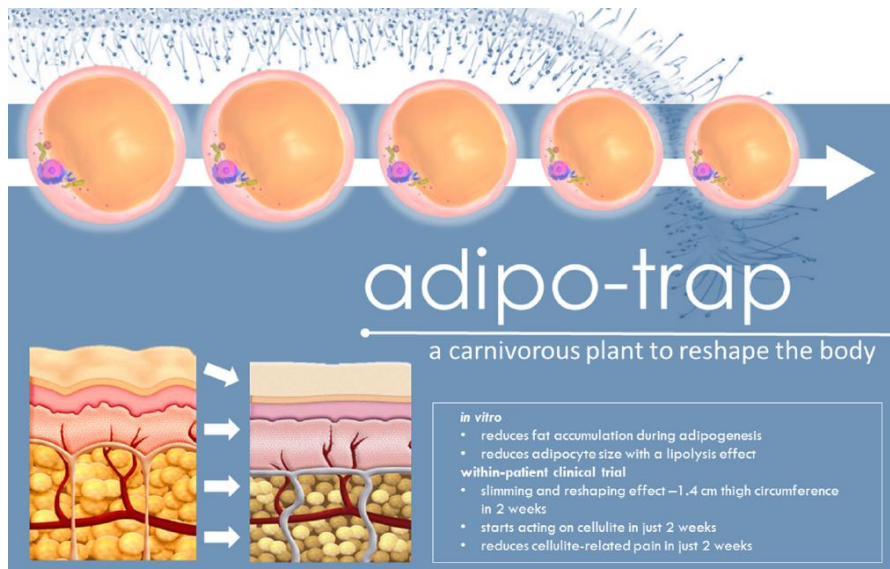 adipo-trap
a carnivorous plant to reshape the body
in vitro
• reduces fat accumulation during adipogenesis
• reduces adipocyte size with a lipolysis effect
within-patient clinical trial
• slimming and reshaping effect –1.4 cm thigh circumference
in 2 weeks
• starts acting on cellulite in just 2 weeks
• reduces cellulite-related pain in just 2 weeks